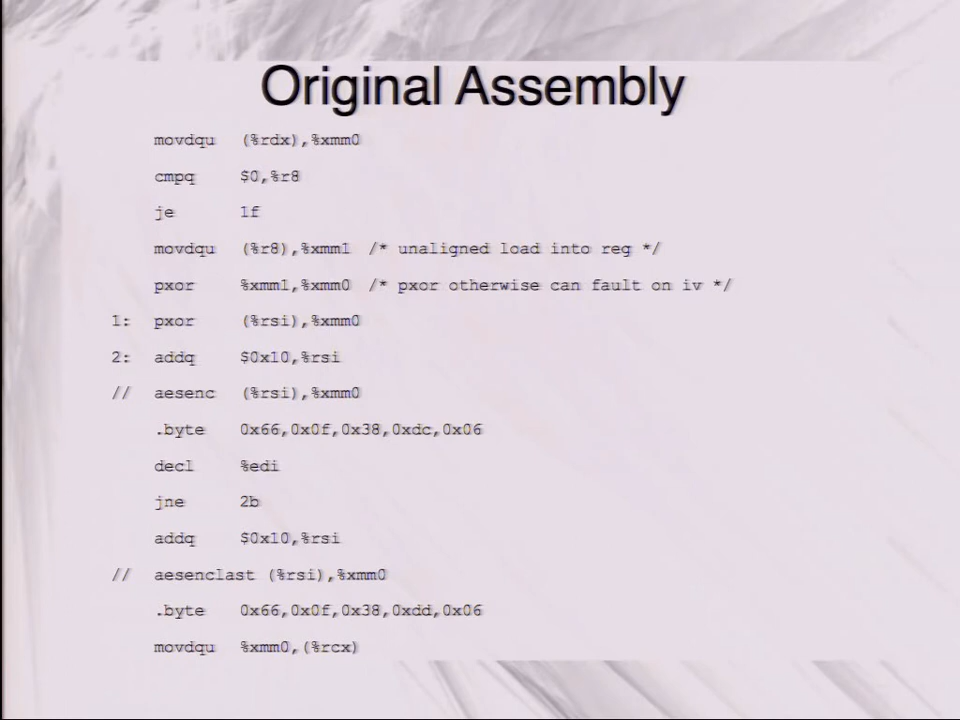 Original Assembly
movdqu (%rdx),%xmm0
cmpq $0,%r8
je 1f
movdqu (%r8),%xmm1 /* unaligned load into reg */
pxor %xmm1,%xmm0 /* pxor otherwise can fault on iv */
1: pxor (%rsi),%xmm0
2: addq $0x10,%rsi
// aesenc (%rsi),%xmm0
.byte 0x66,0x0f,0x38,0xdc,0x06
decl %edi
jne 2b
addq $0x10,%rsi
// aesenclast (%rsi),%xmm0
.byte 0x66,0x0f,0x38,0xdd,0x06
movdqu %xmm0,(%rcx)